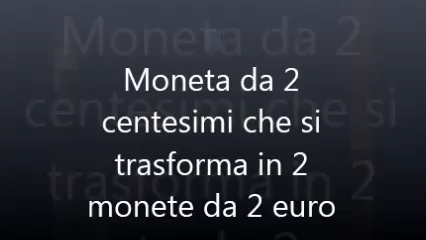 Moneta da 2
centesimi che si
trasforma in 2
monete da 2 euro